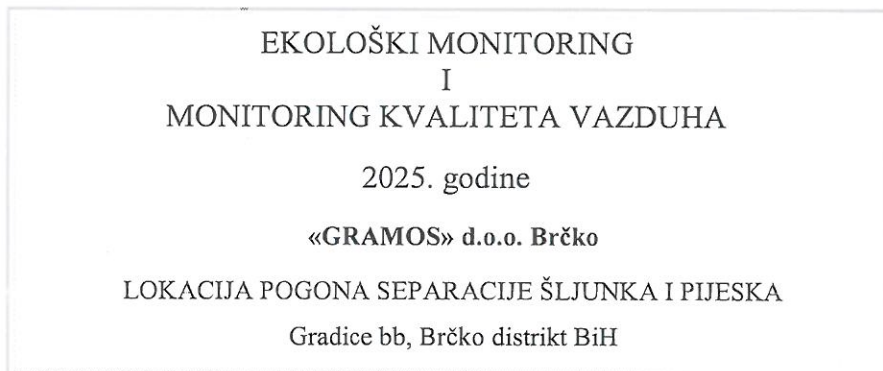 EKOLOŠKI MONITORING
I
MONITORING KVALITETA VAZDUHA
2025. godine
«GRAMOS» d.o.o. Brčko
LOKACIJA POGONA SEPARACIJE ŠLJUNKA I PIJESKA
Gradice bb, Brčko distrikt BiH